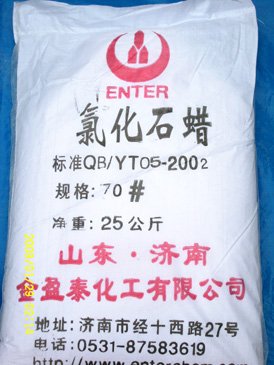 ENTER
氯化石蜡
标准QB/YT05-2002
规格:70#
净重:25公斤
山东·济南
盈泰化工有限公司
地址:济南市经十西路27号
电话:0531-87583619